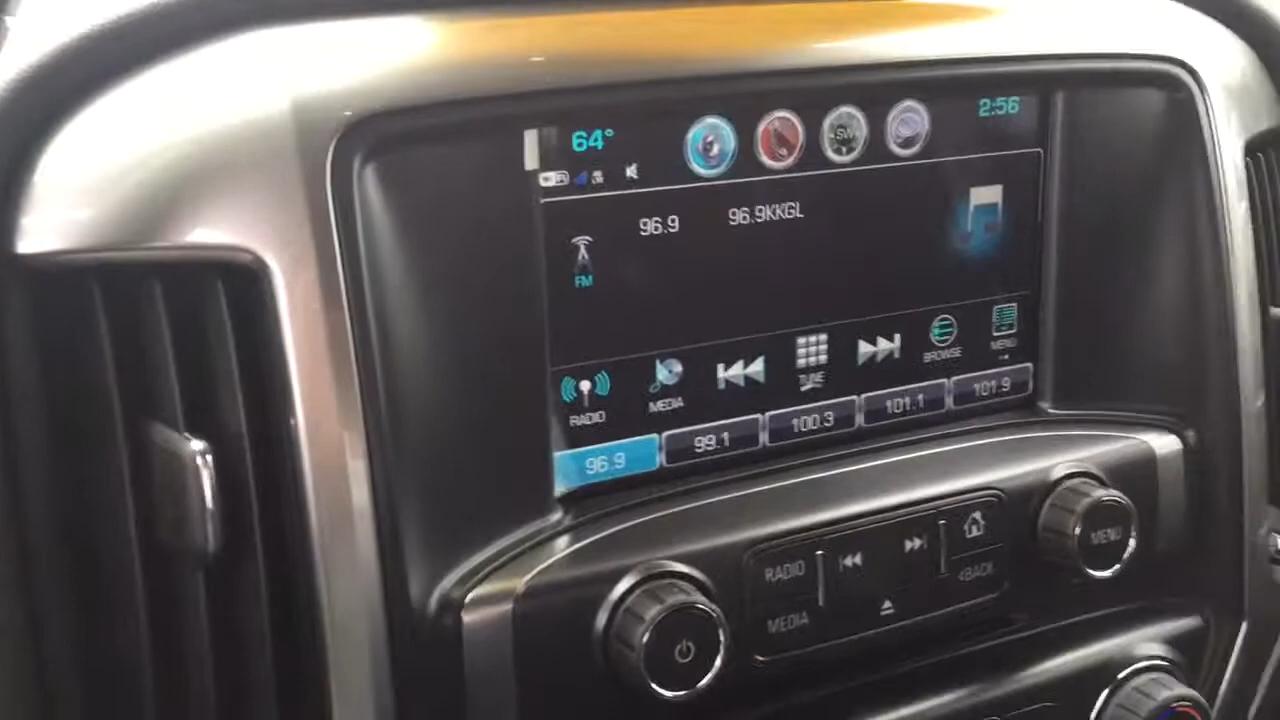 64°
2:56
SW
96.9
96.9KKGL
FM
RADIO
MEDIA
TUNE
BROWSE
MENU
96.9
99.1
100.3
101.1
101.9
RADIO
MEDIA
<BACK
MENU